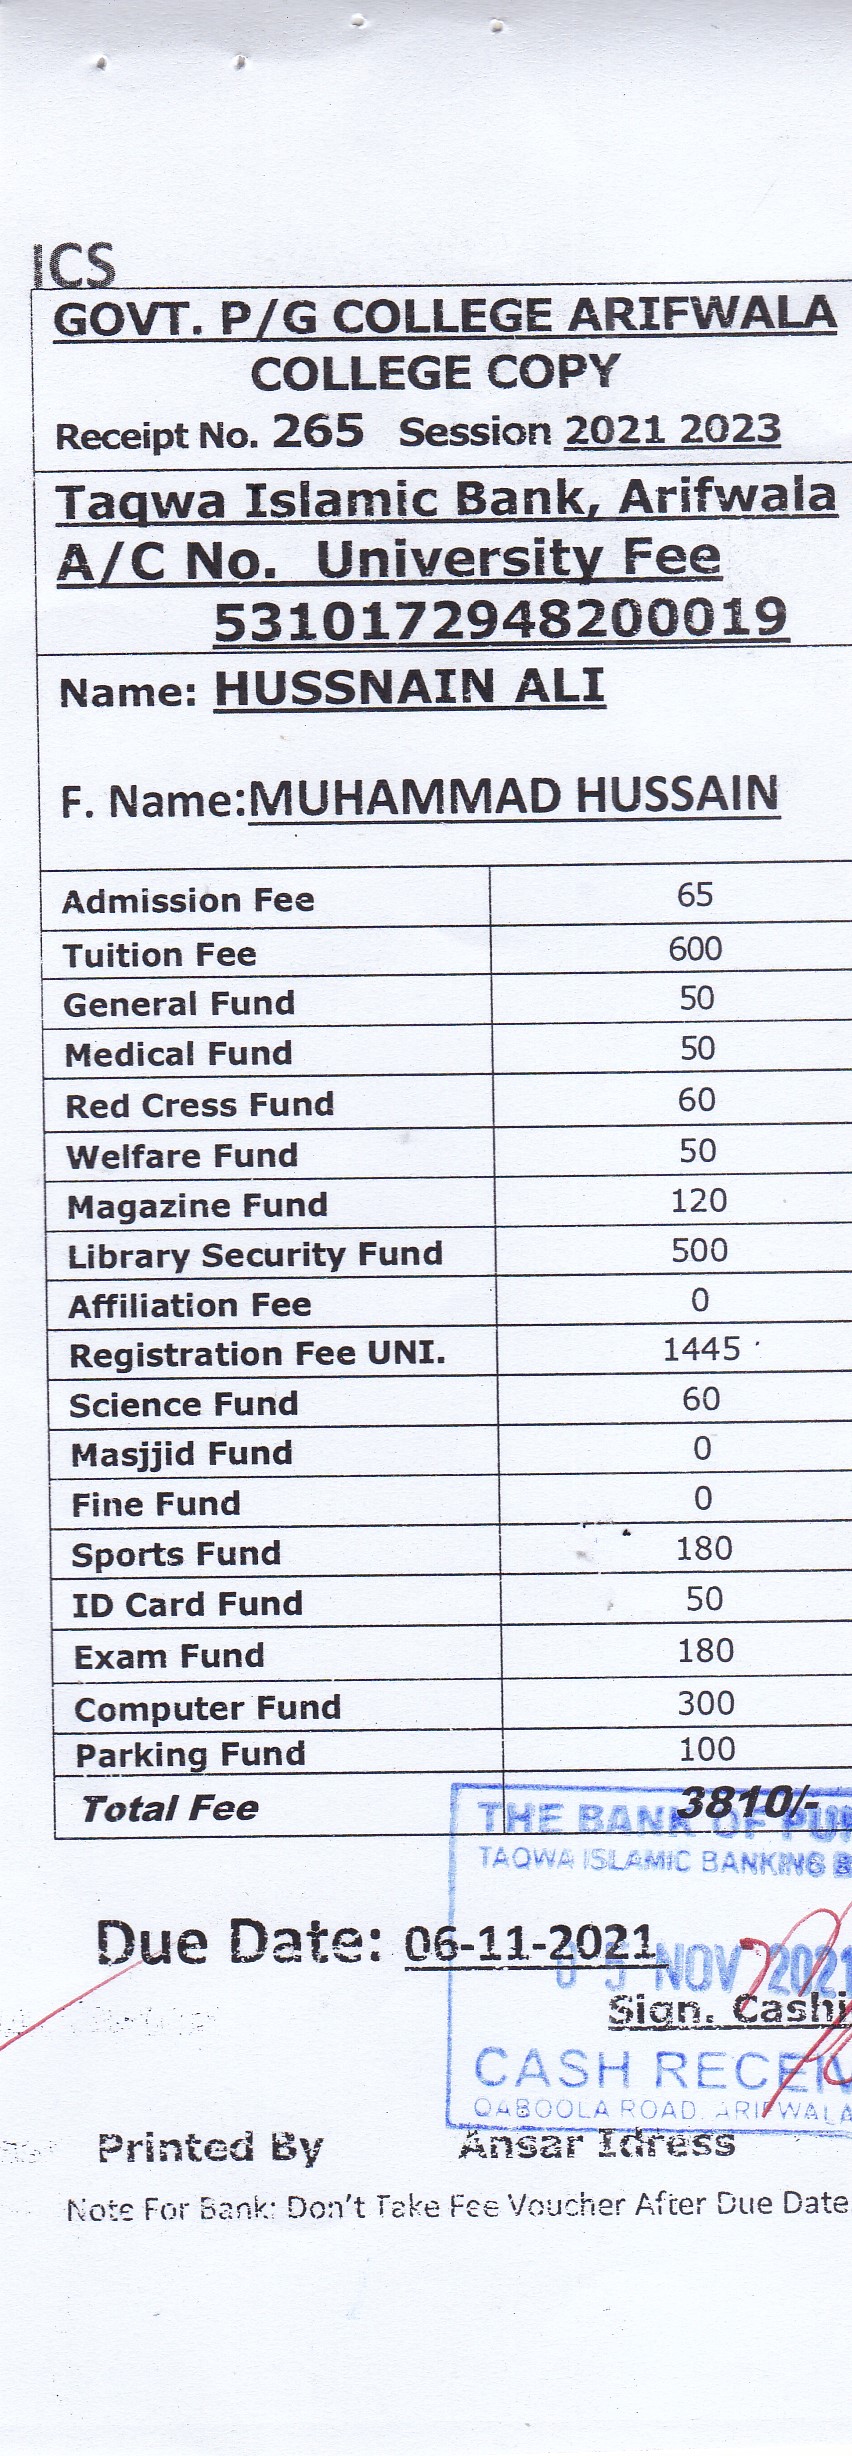 ICS
GOVT. P/G COLLEGE ARIFWALA
COLLEGE COPY
Receipt No. 265 Session 2021 2023
Taqwa Islamic Bank, Arifwala
A/C No. University Fee
5310172948200019
Name: HUSSNAIN ALI
F. Name:MUHAMMAD HUSSAIN
Admission Fee 65
Tuition Fee 600
General Fund 50
Medical Fund 50
Red Cress Fund 60
Welfare Fund 50
Magazine Fund 120
Library Security Fund 500
Affiliation Fee 0
Registration Fee UNI. 1445
Science Fund 60
Masjjid Fund 0
Fine Fund 0
Sports Fund 180
ID Card Fund 50
Exam Fund 180
Computer Fund 300
Parking Fund 100
Total Fee 3810/-
THE BANK OF PU
TAQWA ISLAMIC BANKING B
Due Date: 06-11-2021
05 NOV 2021
Sign. Cashi
CASH RECEIV
QABOOLA ROAD, ARIFWALA
Printed By Ansar Idress
Note For Bank: Don't Take Fee Voucher After Due Date